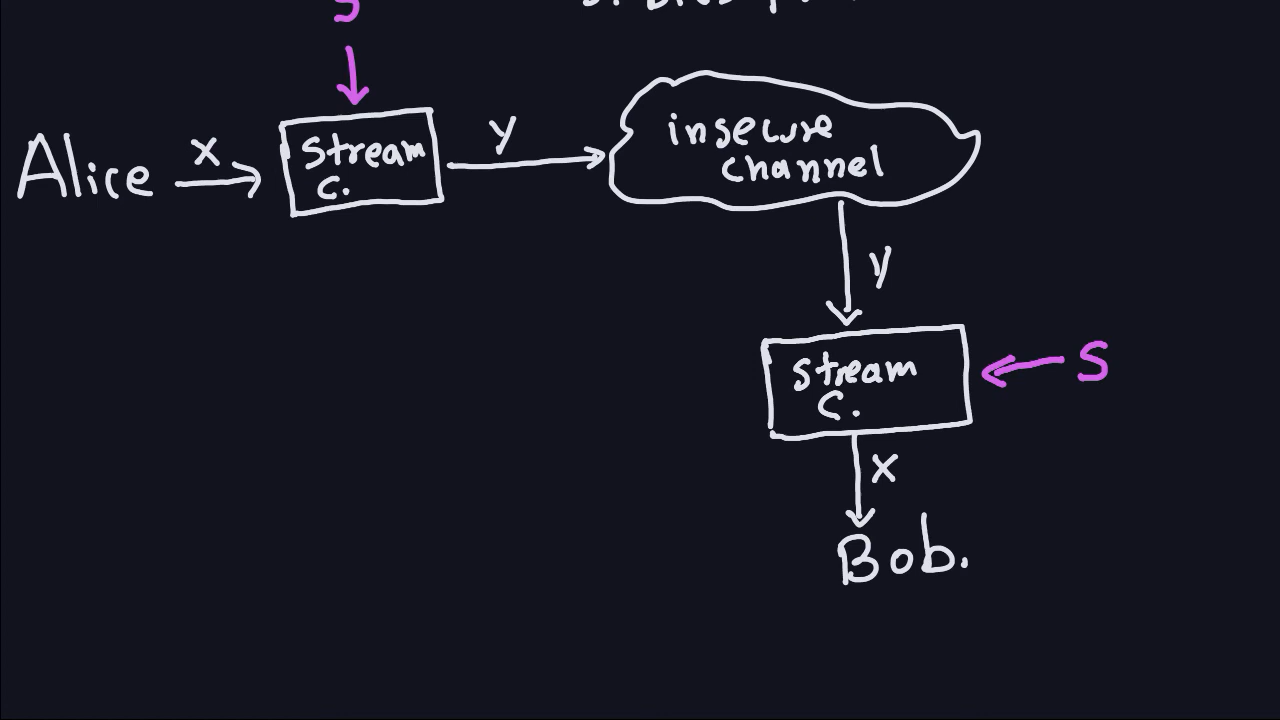 s
Alice
x
stream
c.
y
insecure
channel
y
stream
c.
s
x
Bob.